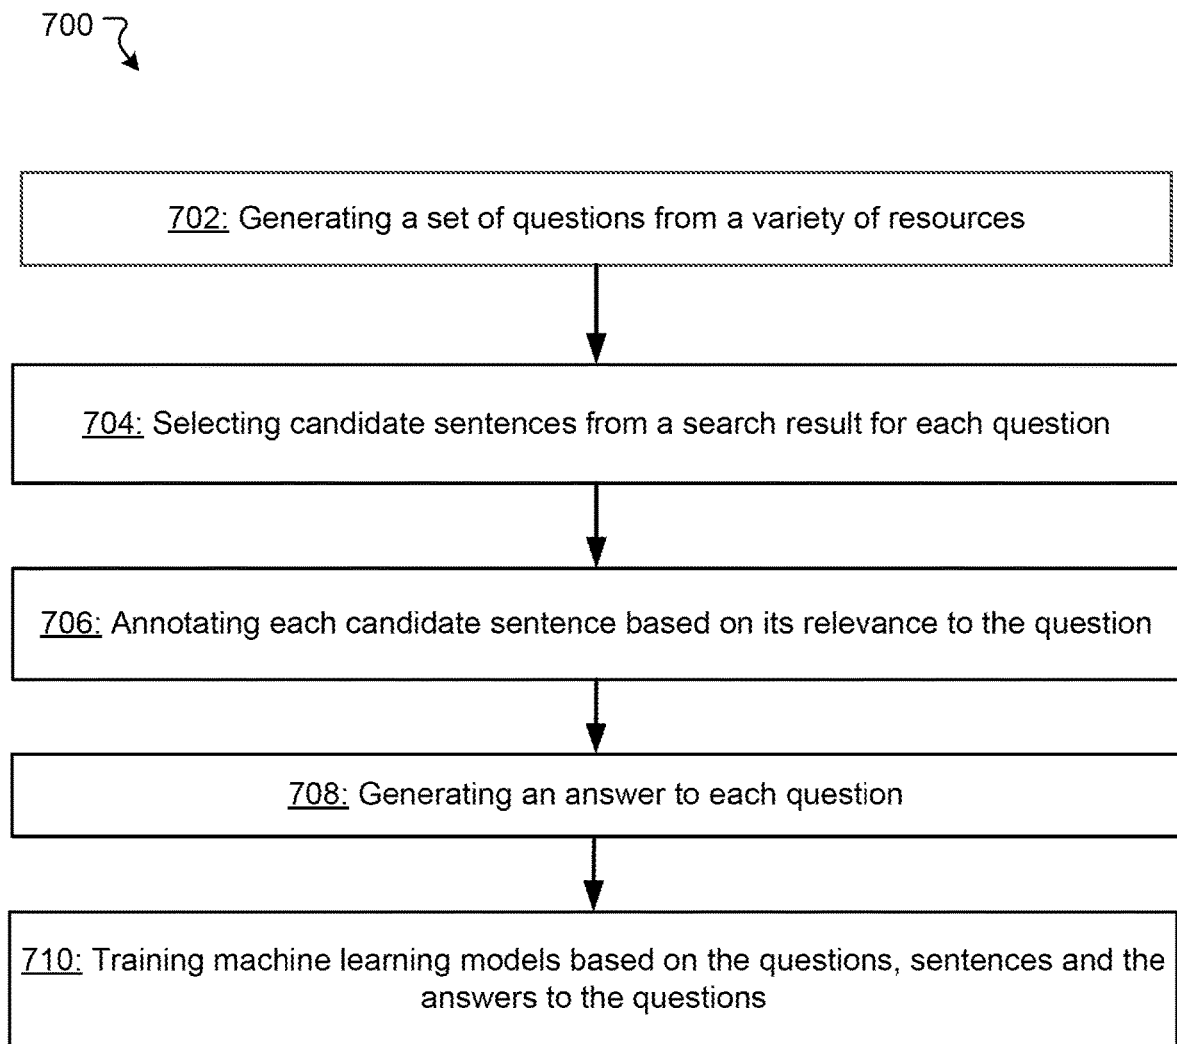 700
702: Generating a set of questions from a variety of resources
704: Selecting candidate sentences from a search result for each question
706: Annotating each candidate sentence based on its relevance to the question
708: Generating an answer to each question
710: Training machine learning models based on the questions, sentences and the
answers to the questions